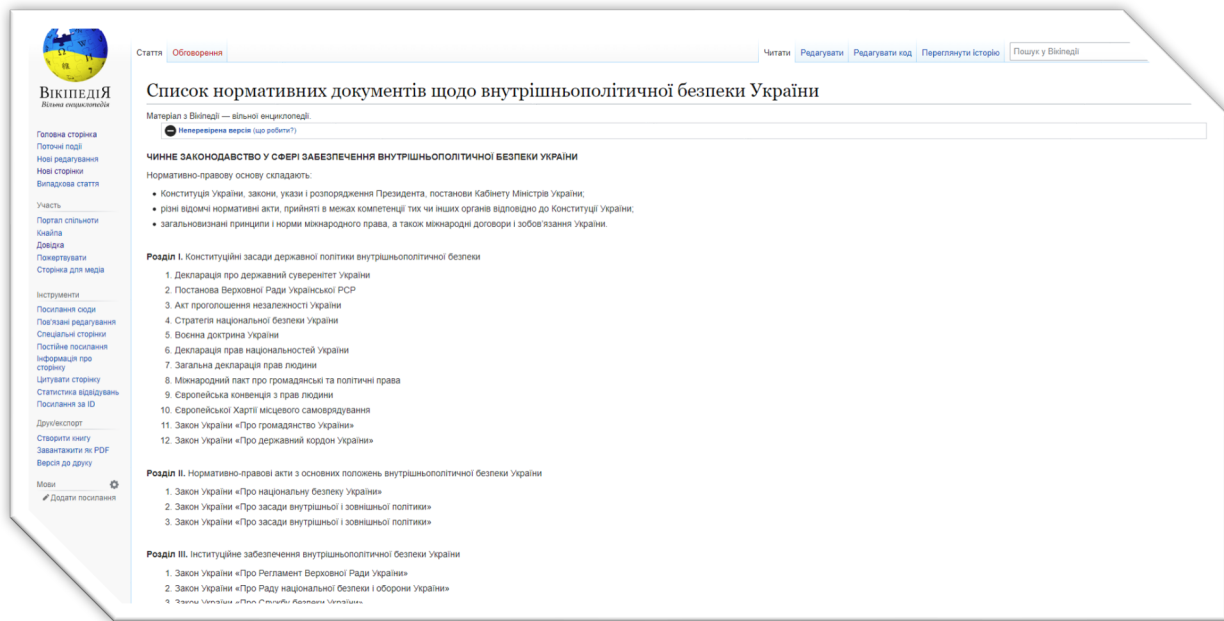 ВІКІПЕДІЯ
Вільна енциклопедія
Головна сторінка
Поточні події
Нові редагування
Нові сторінки
Випадкова стаття
Участь
Портал спільноти
Кнайпа
Довідка
Пожертвувати
Сторінка для медіа
Інструменти
Посилання сюди
Пов'язані редагування
Спеціальні сторінки
Постійне посилання
Інформація про
сторінку
Цитувати сторінку
Статистика відвідувань
Посилання за ID
Друк/експорт
Створити книгу
Завантажити як PDF
Версія до друку
Мови
Додати посилання
Стаття Обговорення
Читати Редагувати Редагувати код Переглянути історію Пошук у Вікіпедії
Список нормативних документів щодо внутрішньополітичної безпеки України
Матеріал з Вікіпедії — вільної енциклопедії.
Неперевірена версія (що робити?)
ЧИННЕ ЗАКОНОДАВСТВО У СФЕРІ ЗАБЕЗПЕЧЕННЯ ВНУТРІШНЬОПОЛІТИЧНОЇ БЕЗПЕКИ УКРАЇНИ
Нормативно-правову основу складають:
• Конституція України, закони, укази і розпорядження Президента, постанови Кабінету Міністрів України;
• різні відомчі нормативні акти, прийняті в межах компетенції тих чи інших органів відповідно до Конституції України;
• загальновизнані принципи і норми міжнародного права, а також міжнародні договори і зобов'язання України.
Розділ I. Конституційні засади державної політики внутрішньополітичної безпеки
1. Декларація про державний суверенітет України
2. Постанова Верховної Ради Української РСР
3. Акт проголошення незалежності України
4. Стратегія національної безпеки України
5. Воєнна доктрина України
6. Декларація прав національностей України
7. Загальна декларація прав людини
8. Міжнародний пакт про громадянські та політичні права
9. Європейська конвенція з прав людини
10. Європейської Хартії місцевого самоврядування
11. Закон України «Про громадянство України»
12. Закон України «Про державний кордон України»
Розділ II. Нормативно-правові акти з основних положень внутрішньополітичної безпеки України
1. Закон України «Про національну безпеку України»
2. Закон України «Про засади внутрішньої і зовнішньої політики»
3. Закон України «Про засади внутрішньої і зовнішньої політики»
Розділ III. Інституційне забезпечення внутрішньополітичної безпеки України
1. Закон України «Про Регламент Верховної Ради України»
2. Закон України «Про Раду національної безпеки і оборони України»
3. Закон України «Про Службу безпеки України»